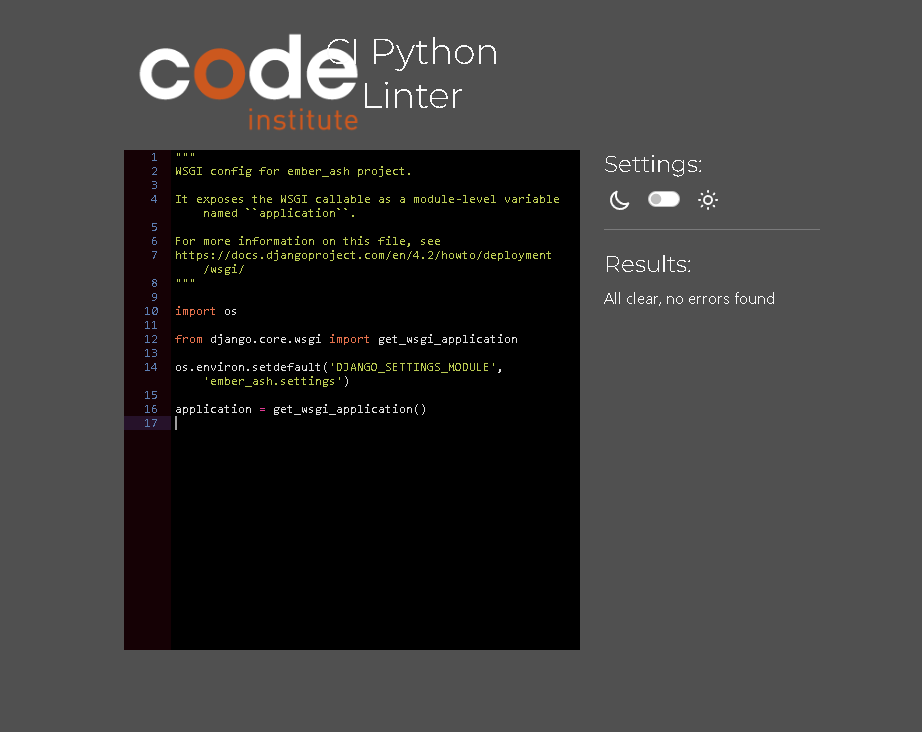 code
institute
CI Python
Linter
1 """
2 WSGI config for ember_ash project.
3
4 It exposes the WSGI callable as a module-level variable
named ``application``.
5
6 For more information on this file, see
7 https://docs.djangoproject.com/en/4.2/howto/deployment
/wsgi/
8 """
9
10 import os
11
12 from django.core.wsgi import get_wsgi_application
13
14 os.environ.setdefault('DJANGO_SETTINGS_MODULE',
'ember_ash.settings')
15
16 application = get_wsgi_application()
17
Settings:
Results:
All clear, no errors found